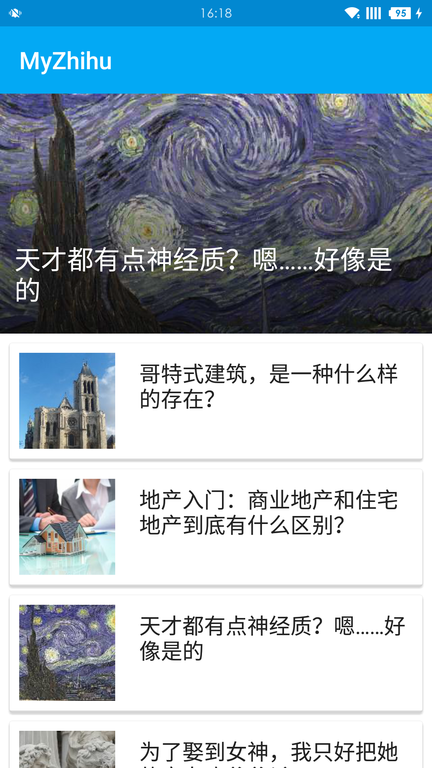 16:18
95
MyZhihu
天才都有点神经质？嗯……好像是
的
哥特式建筑，是一种什么样
的存在？
地产入门：商业地产和住宅
地产到底有什么区别？
天才都有点神经质？嗯……好
像是的
为了娶到女神，我只好把她